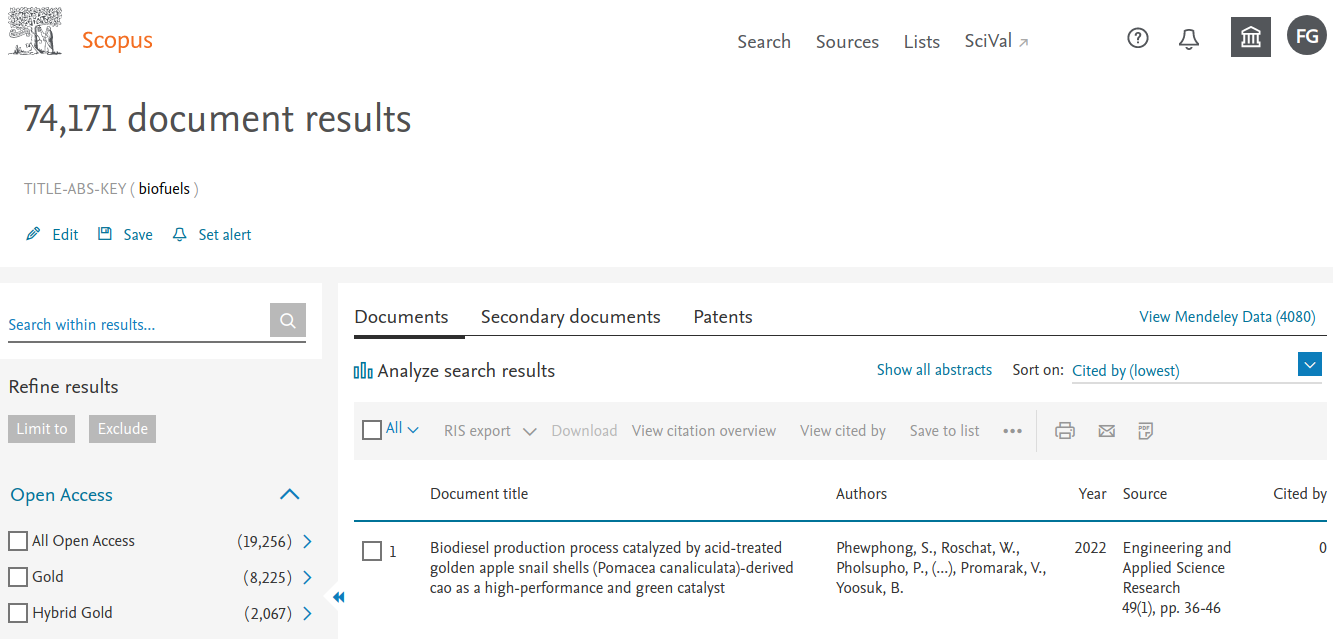 Scopus
Search Sources Lists SciVal ↗
FG
74,171 document results
TITLE-ABS-KEY ( biofuels )
Edit Save Set alert
Search within results...
Refine results
Limit to Exclude
Open Access
All Open Access (19,256)
Gold (8,225)
Hybrid Gold (2,067)
Documents Secondary documents Patents
View Mendeley Data (4080)
Analyze search results
Show all abstracts Sort on: Cited by (lowest)
All RIS export Download View citation overview View cited by Save to list •••
PDF
Document title Authors Year Source Cited by
1 Biodiesel production process catalyzed by acid-treated
golden apple snail shells (Pomacea canaliculata)-derived
cao as a high-performance and green catalyst
Phewphong, S., Roschat, W.,
Pholsupho, P., (...), Promarak, V.,
Yoosuk, B.
2022
Engineering and
Applied Science
Research
49(1), pp. 36-46
0